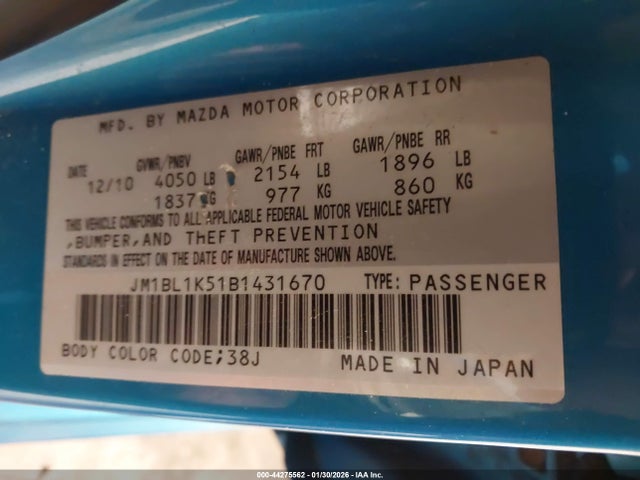 MFD. BY MAZDA MOTOR CORPORATION
DATE GVWR/PNBV GAWR/PNBE FRT GAWR/PNBE RR
12/10 4050 LB 2154 LB 1896 LB
1837 KG 977 KG 860 KG
THIS VEHICLE CONFORMS TO ALL APPLICABLE FEDERAL MOTOR VEHICLE SAFETY
,BUMPER,AND THEFT PREVENTION
STANDARDS IN EFFECT ON THE DATE OF MANUFACTURE SHOWN ABOVE.
JM1BL1K51B1431670 TYPE: PASSENGER
BODY COLOR CODE;38J MADE IN JAPAN
000-44275562 - 01/30/2026 - IAA Inc.